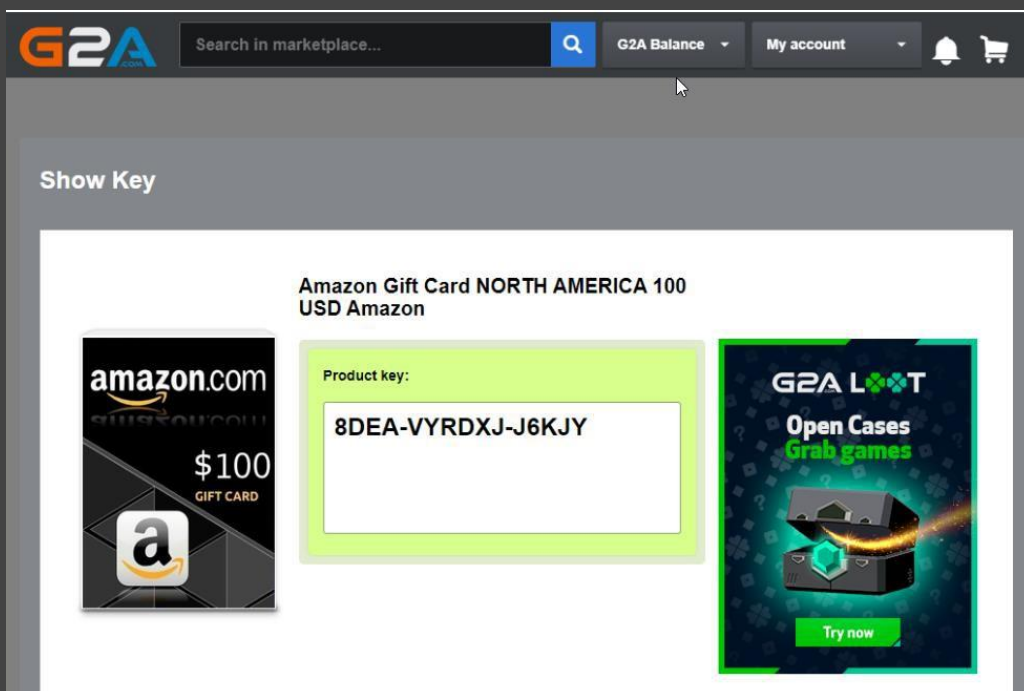 G2A
.COM
Search in marketplace...
G2A Balance
My account
Show Key
Amazon Gift Card NORTH AMERICA 100
USD Amazon
amazon.com
$100
GIFT CARD
a
Product key:
8DEA-VYRDXJ-J6KJY
G2A LOOT
Open Cases
Grab games
Try now